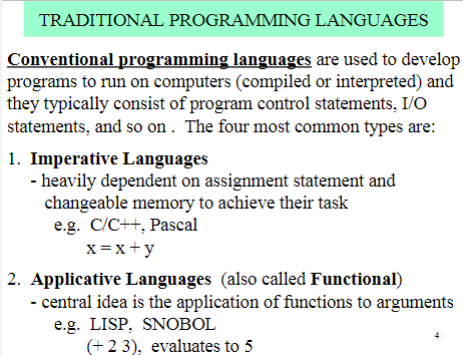 TRADITIONAL PROGRAMMING LANGUAGES
Conventional programming languages are used to develop
programs to run on computers (compiled or interpreted) and
they typically consist of program control statements, I/O
statements, and so on . The four most common types are:
1. Imperative Languages
- heavily dependent on assignment statement and
changeable memory to achieve their task
e.g. C/C++, Pascal
x = x + y
2. Applicative Languages (also called Functional)
- central idea is the application of functions to arguments
e.g. LISP, SNOBOL
(+ 2 3), evaluates to 5
4